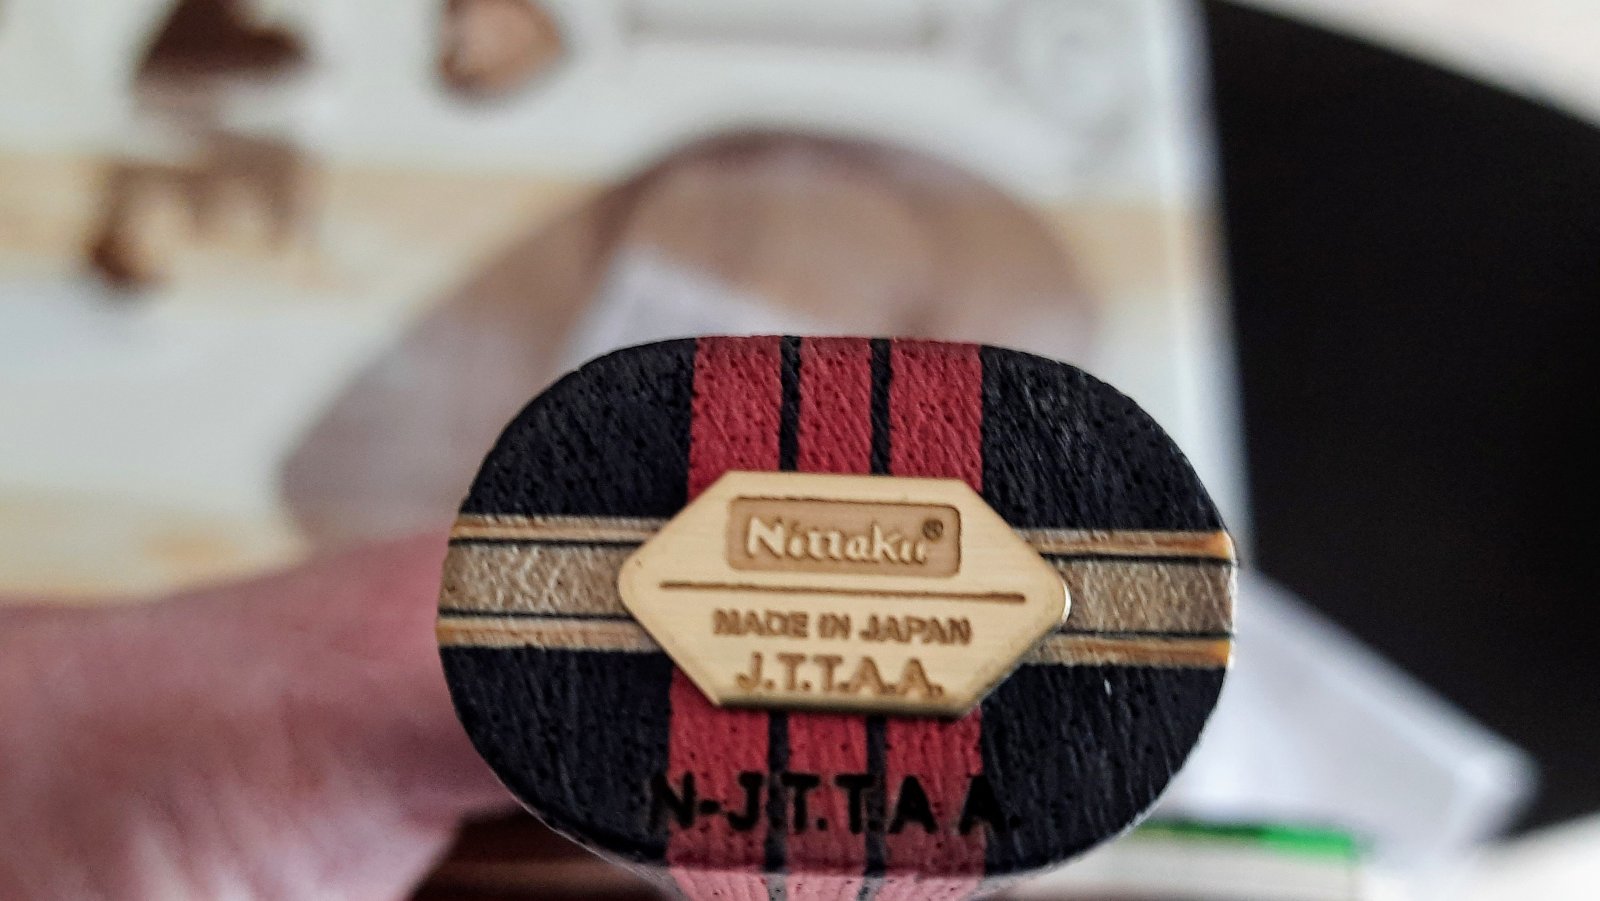 Nittaku®
MADE IN JAPAN
J.T.T.A.A.
N-J.T.T.A A.